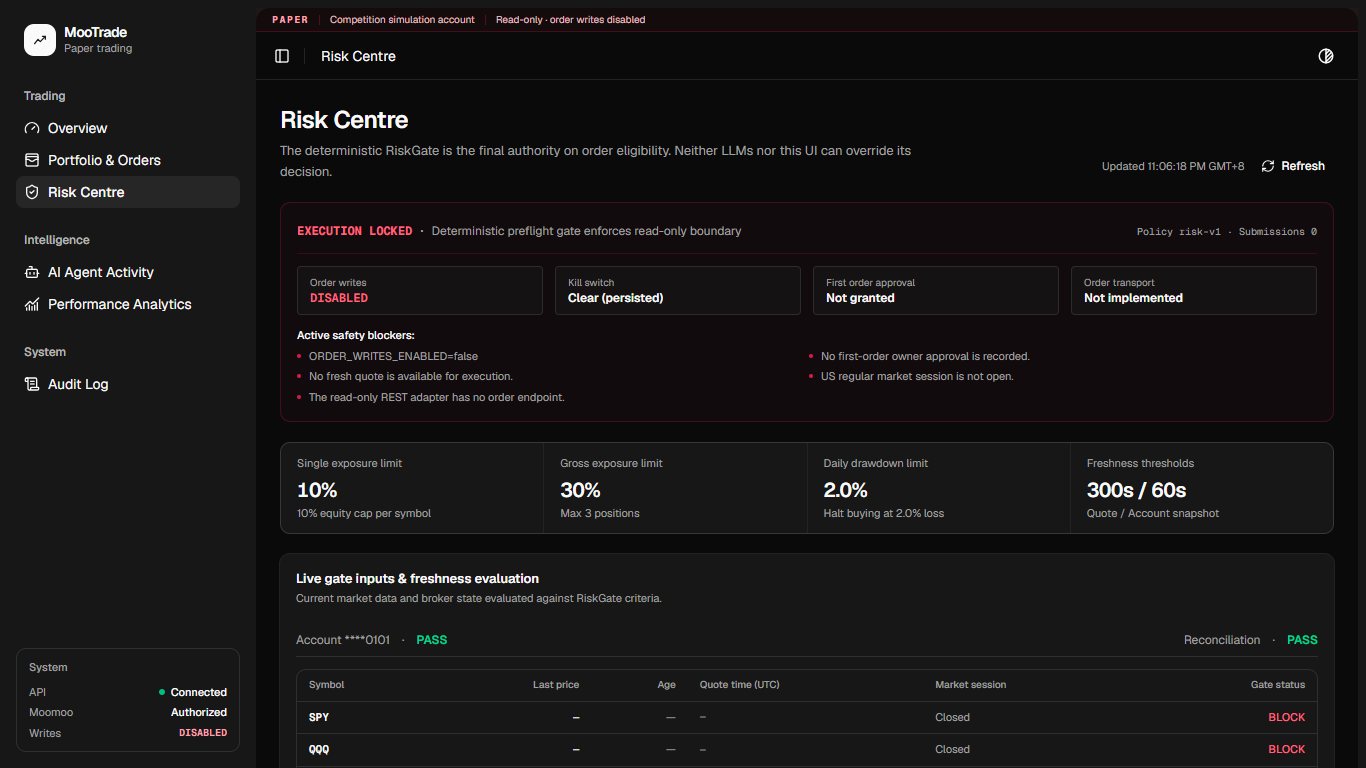 MooTrade
Paper trading
Trading
Overview
Portfolio & Orders
Risk Centre
Intelligence
AI Agent Activity
Performance Analytics
System
Audit Log
System
API Connected
Moomoo Authorized
Writes DISABLED
PAPER Competition simulation account Read-only · order writes disabled
Risk Centre
Risk Centre
The deterministic RiskGate is the final authority on order eligibility. Neither LLMs nor this UI can override its
decision.
Updated 11:06:18 PM GMT+8 Refresh
EXECUTION LOCKED · Deterministic preflight gate enforces read-only boundary
Policy risk-v1 · Submissions 0
Order writes
DISABLED
Kill switch
Clear (persisted)
First order approval
Not granted
Order transport
Not implemented
Active safety blockers:
• ORDER_WRITES_ENABLED=false
• No first-order owner approval is recorded.
• No fresh quote is available for execution.
• US regular market session is not open.
• The read-only REST adapter has no order endpoint.
Single exposure limit
10%
10% equity cap per symbol
Gross exposure limit
30%
Max 3 positions
Daily drawdown limit
2.0%
Halt buying at 2.0% loss
Freshness thresholds
300s / 60s
Quote / Account snapshot
Live gate inputs & freshness evaluation
Current market data and broker state evaluated against RiskGate criteria.
Account ****0101 · PASS
Reconciliation · PASS
Symbol Last price Age Quote time (UTC) Market session Gate status
SPY – — – Closed BLOCK
QQQ – — – Closed BLOCK